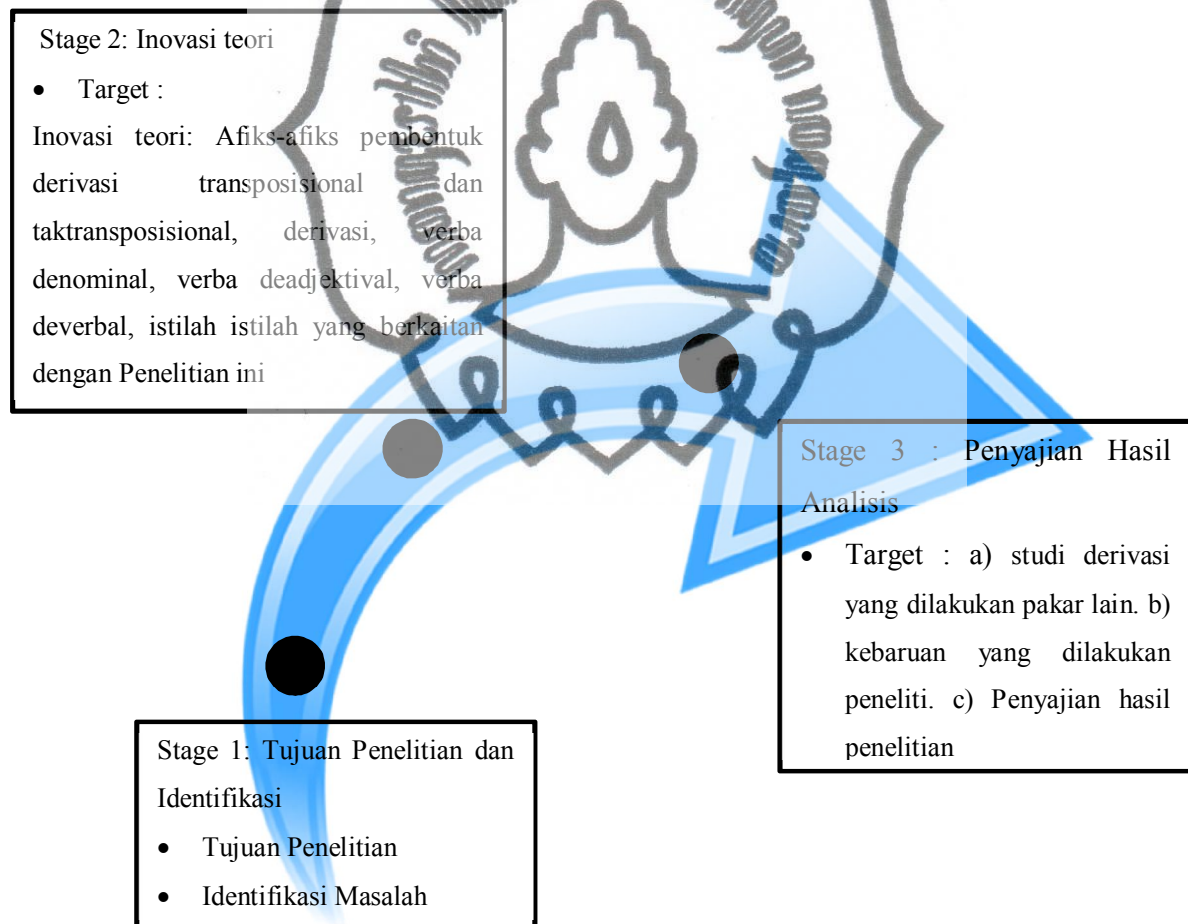 Stage 2: Inovasi teori
• Target :
Inovasi teori: Afiks-afiks pembentuk
derivasi transposisional dan
taktransposisional, derivasi, verba
denominal, verba deadjektival, verba
deverbal, istilah istilah yang berkaitan
dengan Penelitian ini
Stage 3 : Penyajian Hasil
Analisis
• Target : a) studi derivasi
yang dilakukan pakar lain. b)
kebaruan yang dilakukan
peneliti. c) Penyajian hasil
penelitian
Stage 1: Tujuan Penelitian dan
Identifikasi
• Tujuan Penelitian
• Identifikasi Masalah